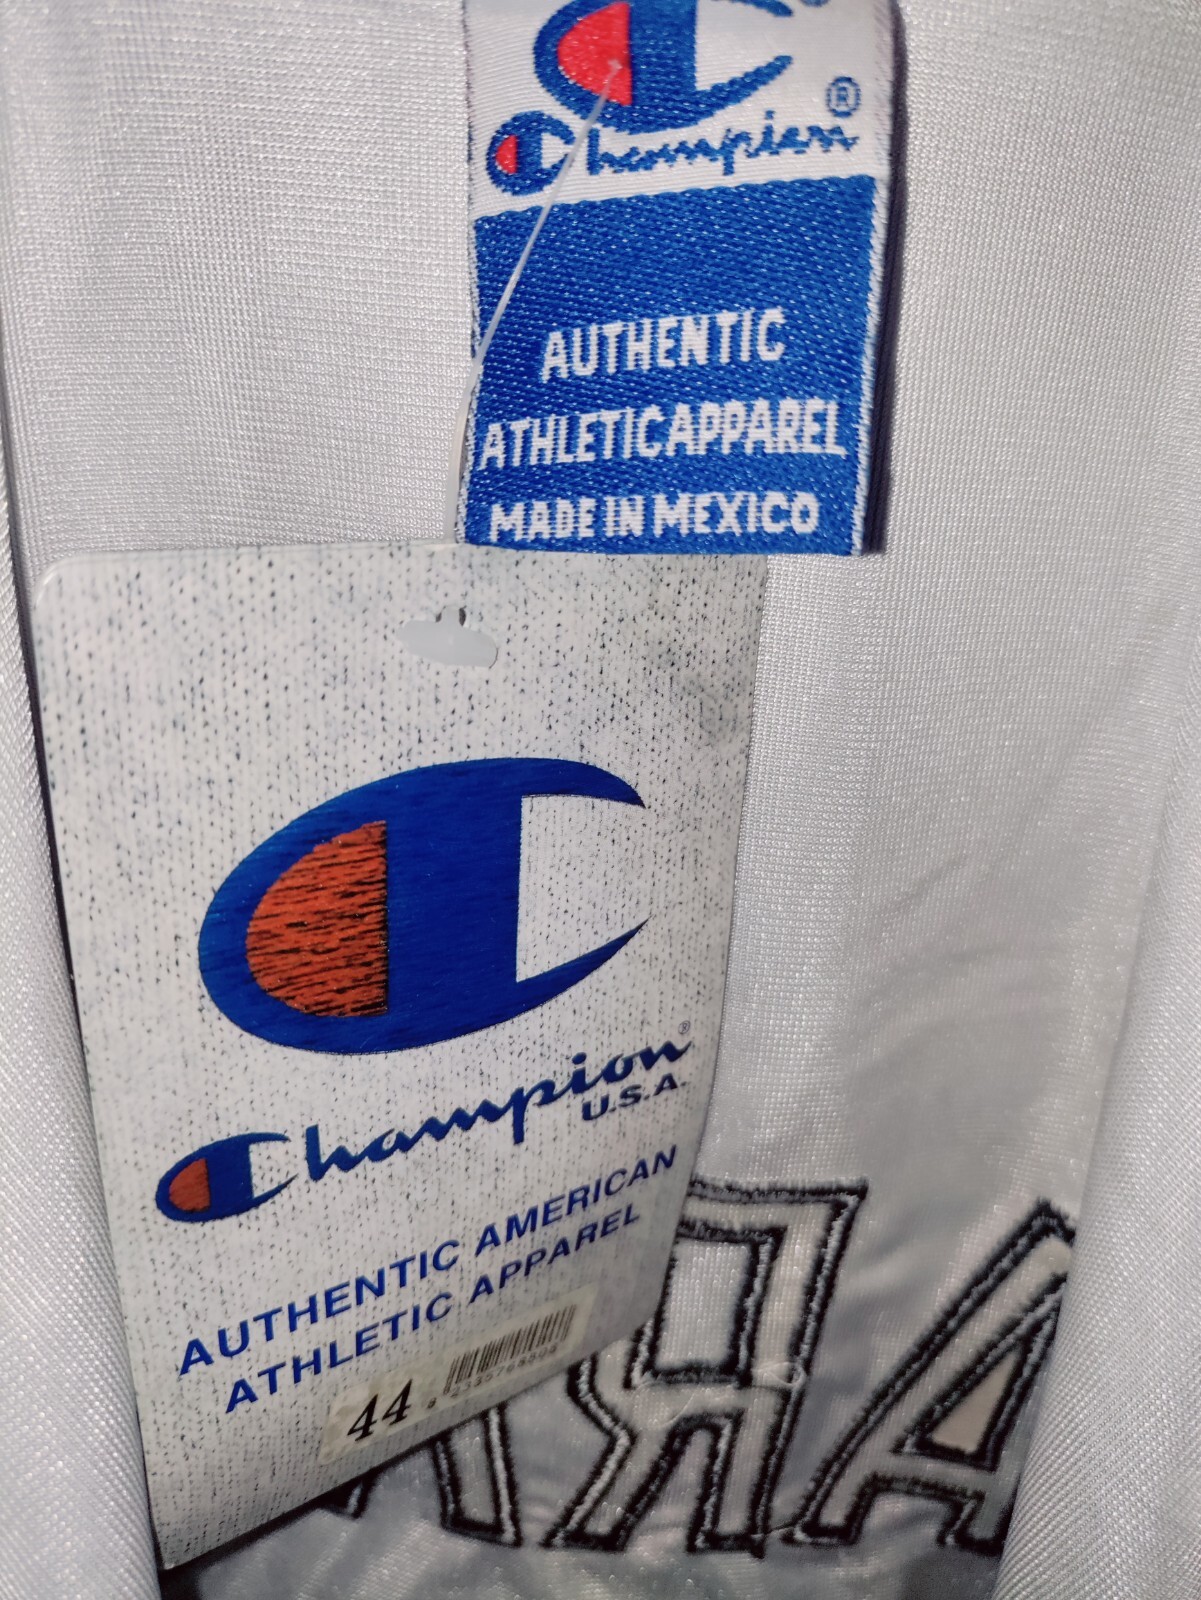 Champion®
AUTHENTIC
ATHLETIC APPAREL
MADE IN MEXICO
Champion®
U.S.A.
AUTHENTIC AMERICAN
ATHLETIC APPAREL
44